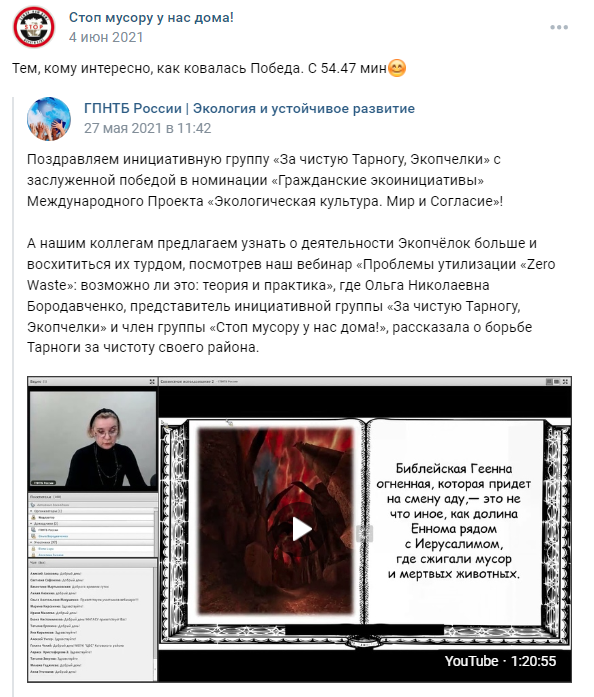 Стоп мусору у нас дома!
4 июн 2021
Тем, кому интересно, как ковалась Победа. С 54.47 мин😊
ГПНТБ России | Экология и устойчивое развитие
27 мая 2021 в 11:42
Поздравляем инициативную группу «За чистую Тарногу, Экопчелки» с
заслуженной победой в номинации «Гражданские экоинициативы»
Международного Проекта «Экологическая культура. Мир и Согласие»!
А нашим коллегам предлагаем узнать о деятельности Экопчёлок больше и
восхититься их турдом, посмотрев наш вебинар «Проблемы утилизации «Zero
Waste»: возможно ли это: теория и практика», где Ольга Николаевна
Бородавченко, представитель инициативной группы «За чистую Тарногу,
Экопчелки» и член группы «Стоп мусору у нас дома!», рассказала о борьбе
Тарноги за чистоту своего района.
Библейская Геенна
огненная, которая придет
на смену аду,— это не
что иное, как долина
Еннома рядом
с Иерусалимом,
где сжигали мусор
и мертвых животных.
YouTube · 1:20:55